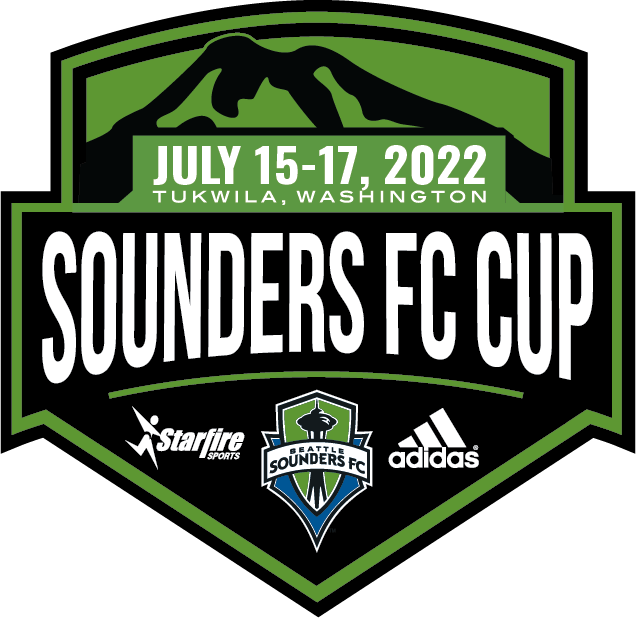 JULY 15-17, 2022
TUKWILA, WASHINGTON
SOUNDERS FC CUP
Starfire
SPORTS
SEATTLE
SOUNDERS FC
adidas®